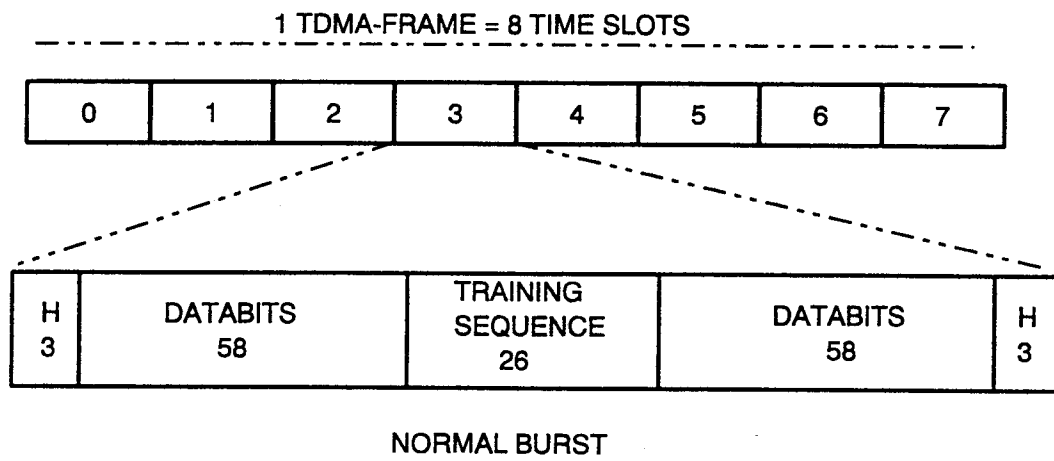 1 TDMA-FRAME = 8 TIME SLOTS
0 1 2 3 4 5 6 7
H DATABITS TRAINING DATABITS H
SEQUENCE
3 58 26 58 3
NORMAL BURST